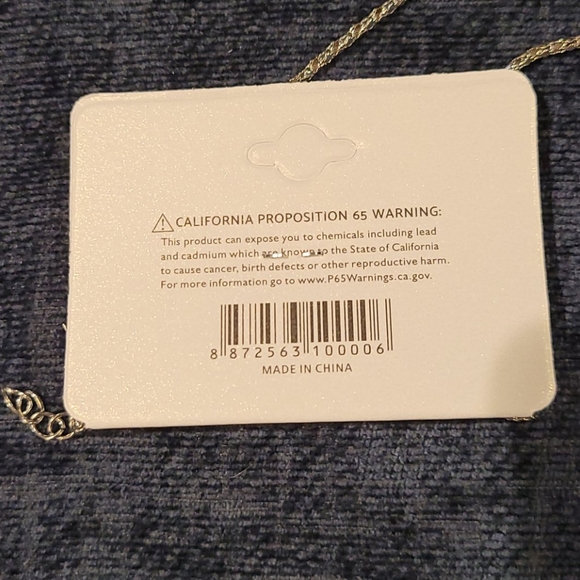 ⚠ CALIFORNIA PROPOSITION 65 WARNING:
This product can expose you to chemicals including lead
and cadmium which are known to the State of California
to cause cancer, birth defects or other reproductive harm.
For more information go to www.P65Warnings.ca.gov.
8 872563 100006
MADE IN CHINA